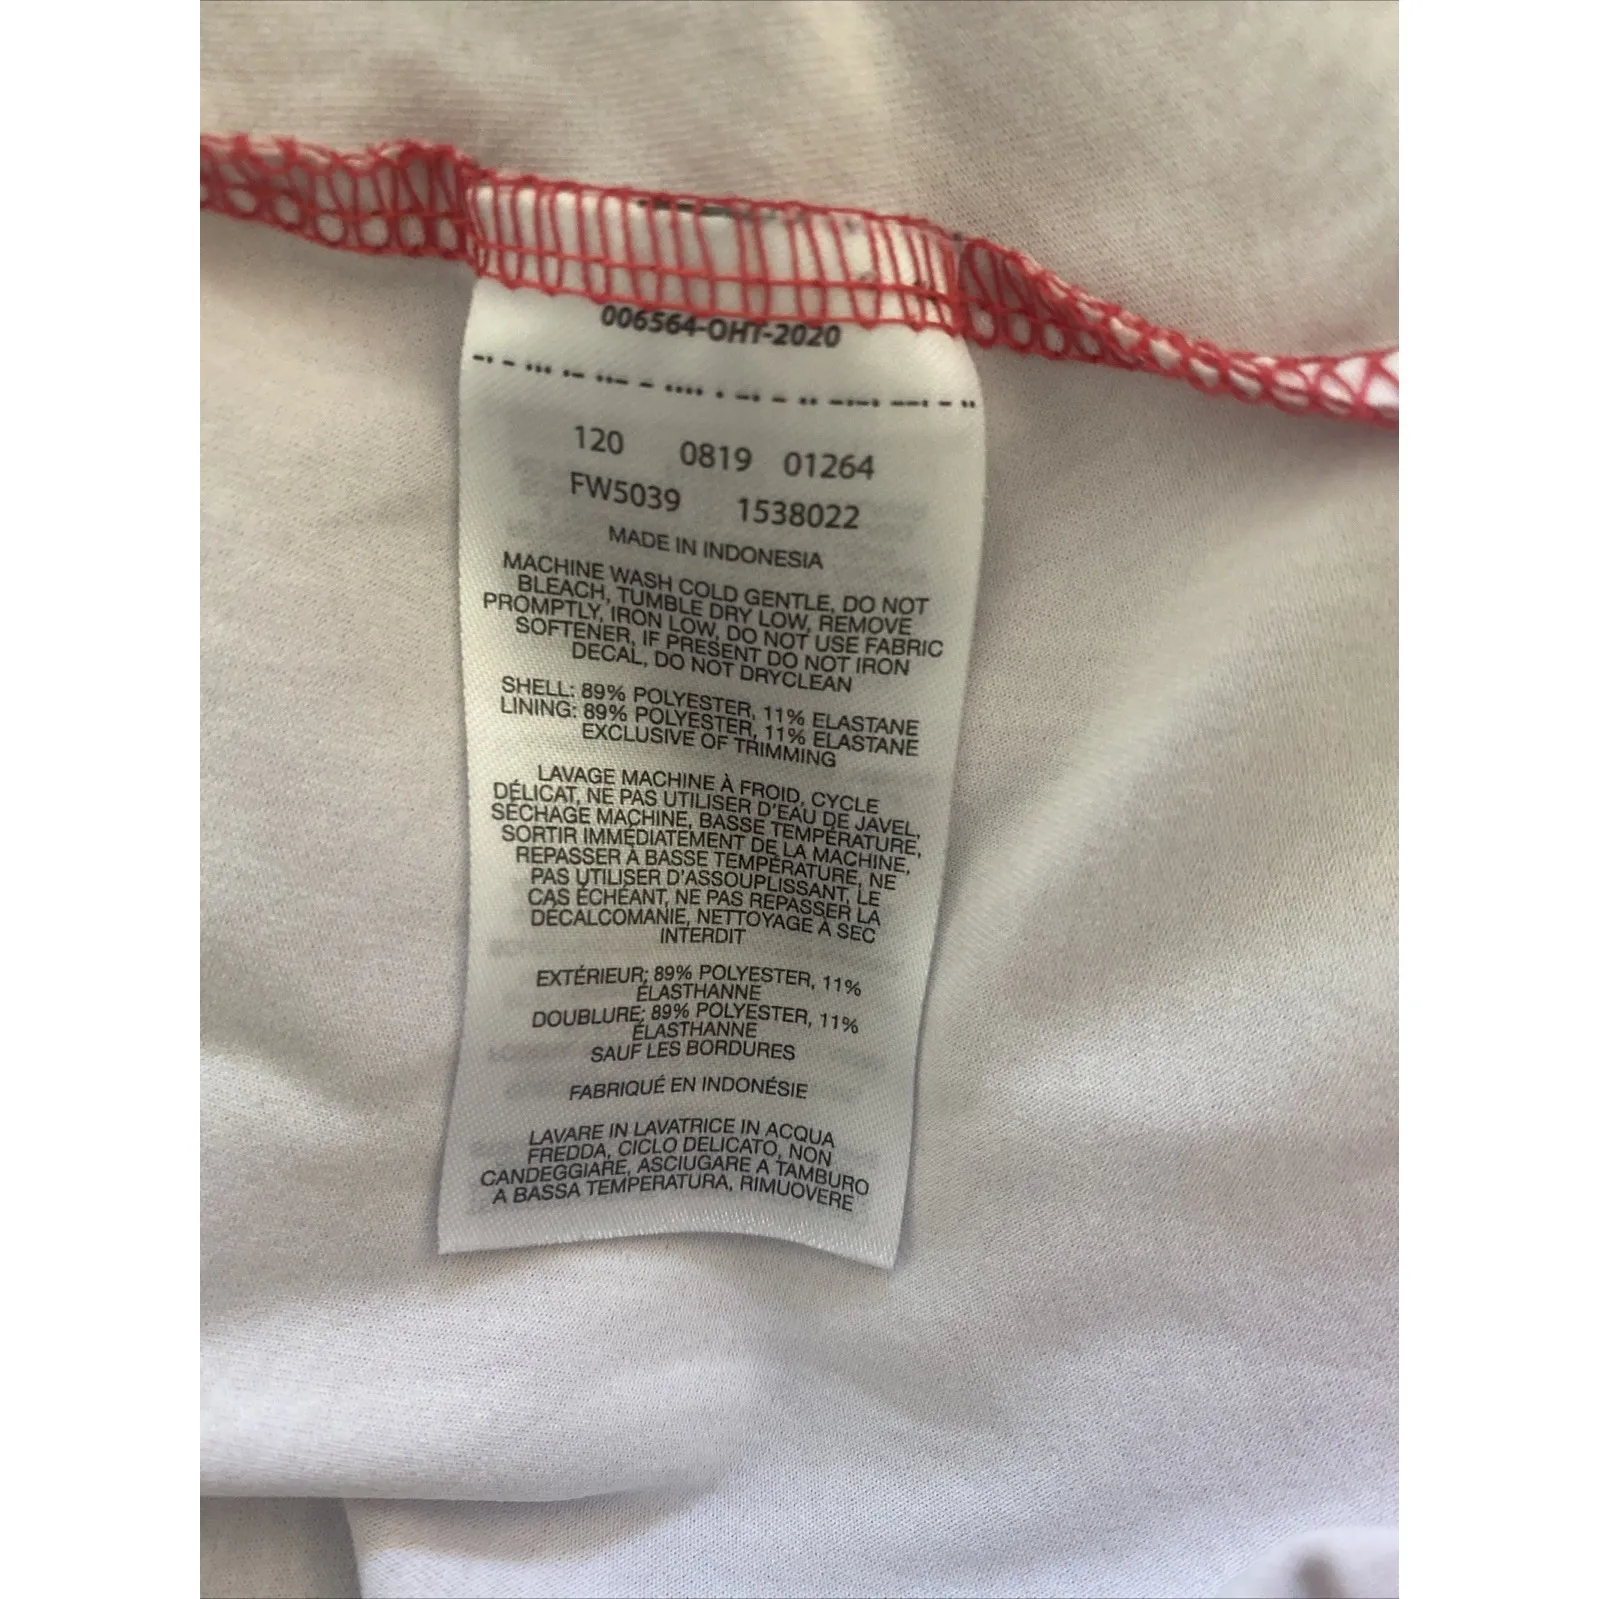 006564-OHT-2020
120 0819 01264
FW5039 1538022
MADE IN INDONESIA
MACHINE WASH COLD GENTLE, DO NOT
BLEACH, TUMBLE DRY LOW, REMOVE
PROMPTLY, IRON LOW, DO NOT USE FABRIC
SOFTENER, IF PRESENT DO NOT IRON
DECAL, DO NOT DRYCLEAN
SHELL: 89% POLYESTER, 11% ELASTANE
LINING: 89% POLYESTER, 11% ELASTANE
EXCLUSIVE OF TRIMMING
LAVAGE MACHINE À FROID, CYCLE
DÉLICAT, NE PAS UTILISER D'EAU DE JAVEL,
SÉCHAGE MACHINE, BASSE TEMPÉRATURE,
SORTIR IMMÉDIATEMENT DE LA MACHINE,
REPASSER À BASSE TEMPÉRATURE, NE
PAS UTILISER D'ASSOUPLISSANT, LE
CAS ÉCHÉANT, NE PAS REPASSER LA
DÉCALCOMANIE, NETTOYAGE À SEC
INTERDIT
EXTÉRIEUR: 89% POLYESTER, 11%
ÉLASTHANNE
DOUBLURE: 89% POLYESTER, 11%
ÉLASTHANNE
SAUF LES BORDURES
FABRIQUÉ EN INDONÉSIE
LAVARE IN LAVATRICE IN ACQUA
FREDDA, CICLO DELICATO, NON
CANDEGGIARE, ASCIUGARE A TAMBURO
A BASSA TEMPERATURA, RIMUOVERE